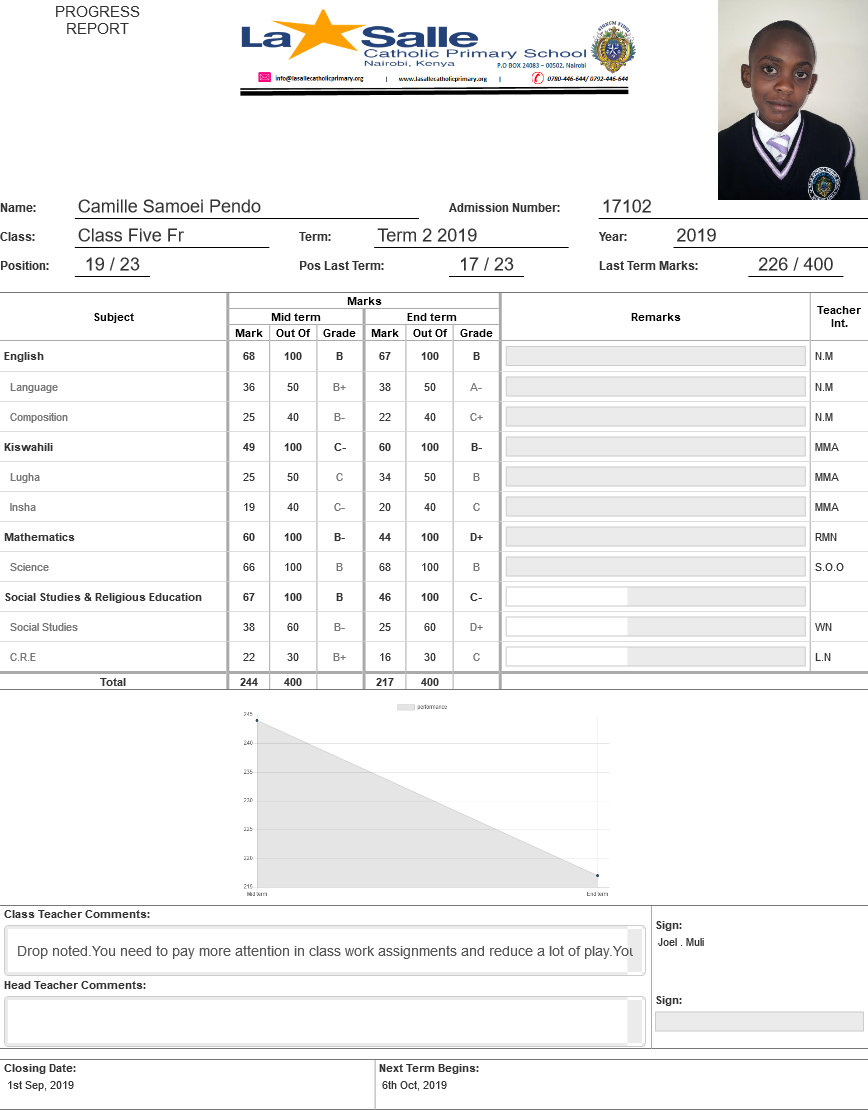 PROGRESS
REPORT
La Salle
Catholic Primary School
Nairobi, Kenya
P.O BOX 24083 – 00502, Nairobi
info@lasallecatholicprimary.org | www.lasallecatholicprimary.org | 0780-446-644/ 0792-446-644
Name: Camille Samoei Pendo Admission Number: 17102
Class: Class Five Fr Term: Term 2 2019 Year: 2019
Position: 19 / 23 Pos Last Term: 17 / 23 Last Term Marks: 226 / 400
Subject Marks Remarks Teacher Int.
Mid term End term
Mark Out Of Grade Mark Out Of Grade
English 68 100 B 67 100 B N.M
Language 36 50 B+ 38 50 A- N.M
Composition 25 40 B- 22 40 C+ N.M
Kiswahili 49 100 C- 60 100 B- MMA
Lugha 25 50 C 34 50 B MMA
Insha 19 40 C- 20 40 C MMA
Mathematics 60 100 B- 44 100 D+ RMN
Science 66 100 B 68 100 B S.O.O
Social Studies & Religious Education 67 100 B 46 100 C-
Social Studies 38 60 B- 25 60 D+ WN
C.R.E 22 30 B+ 16 30 C L.N
Total 244 400 217 400
performance
245
240
235
230
225
220
215
Mid term End term
Class Teacher Comments:
Drop noted.You need to pay more attention in class work assignments and reduce a lot of play.You
Sign:
Joel . Muli
Head Teacher Comments:
Sign:
Closing Date: Next Term Begins:
1st Sep, 2019 6th Oct, 2019